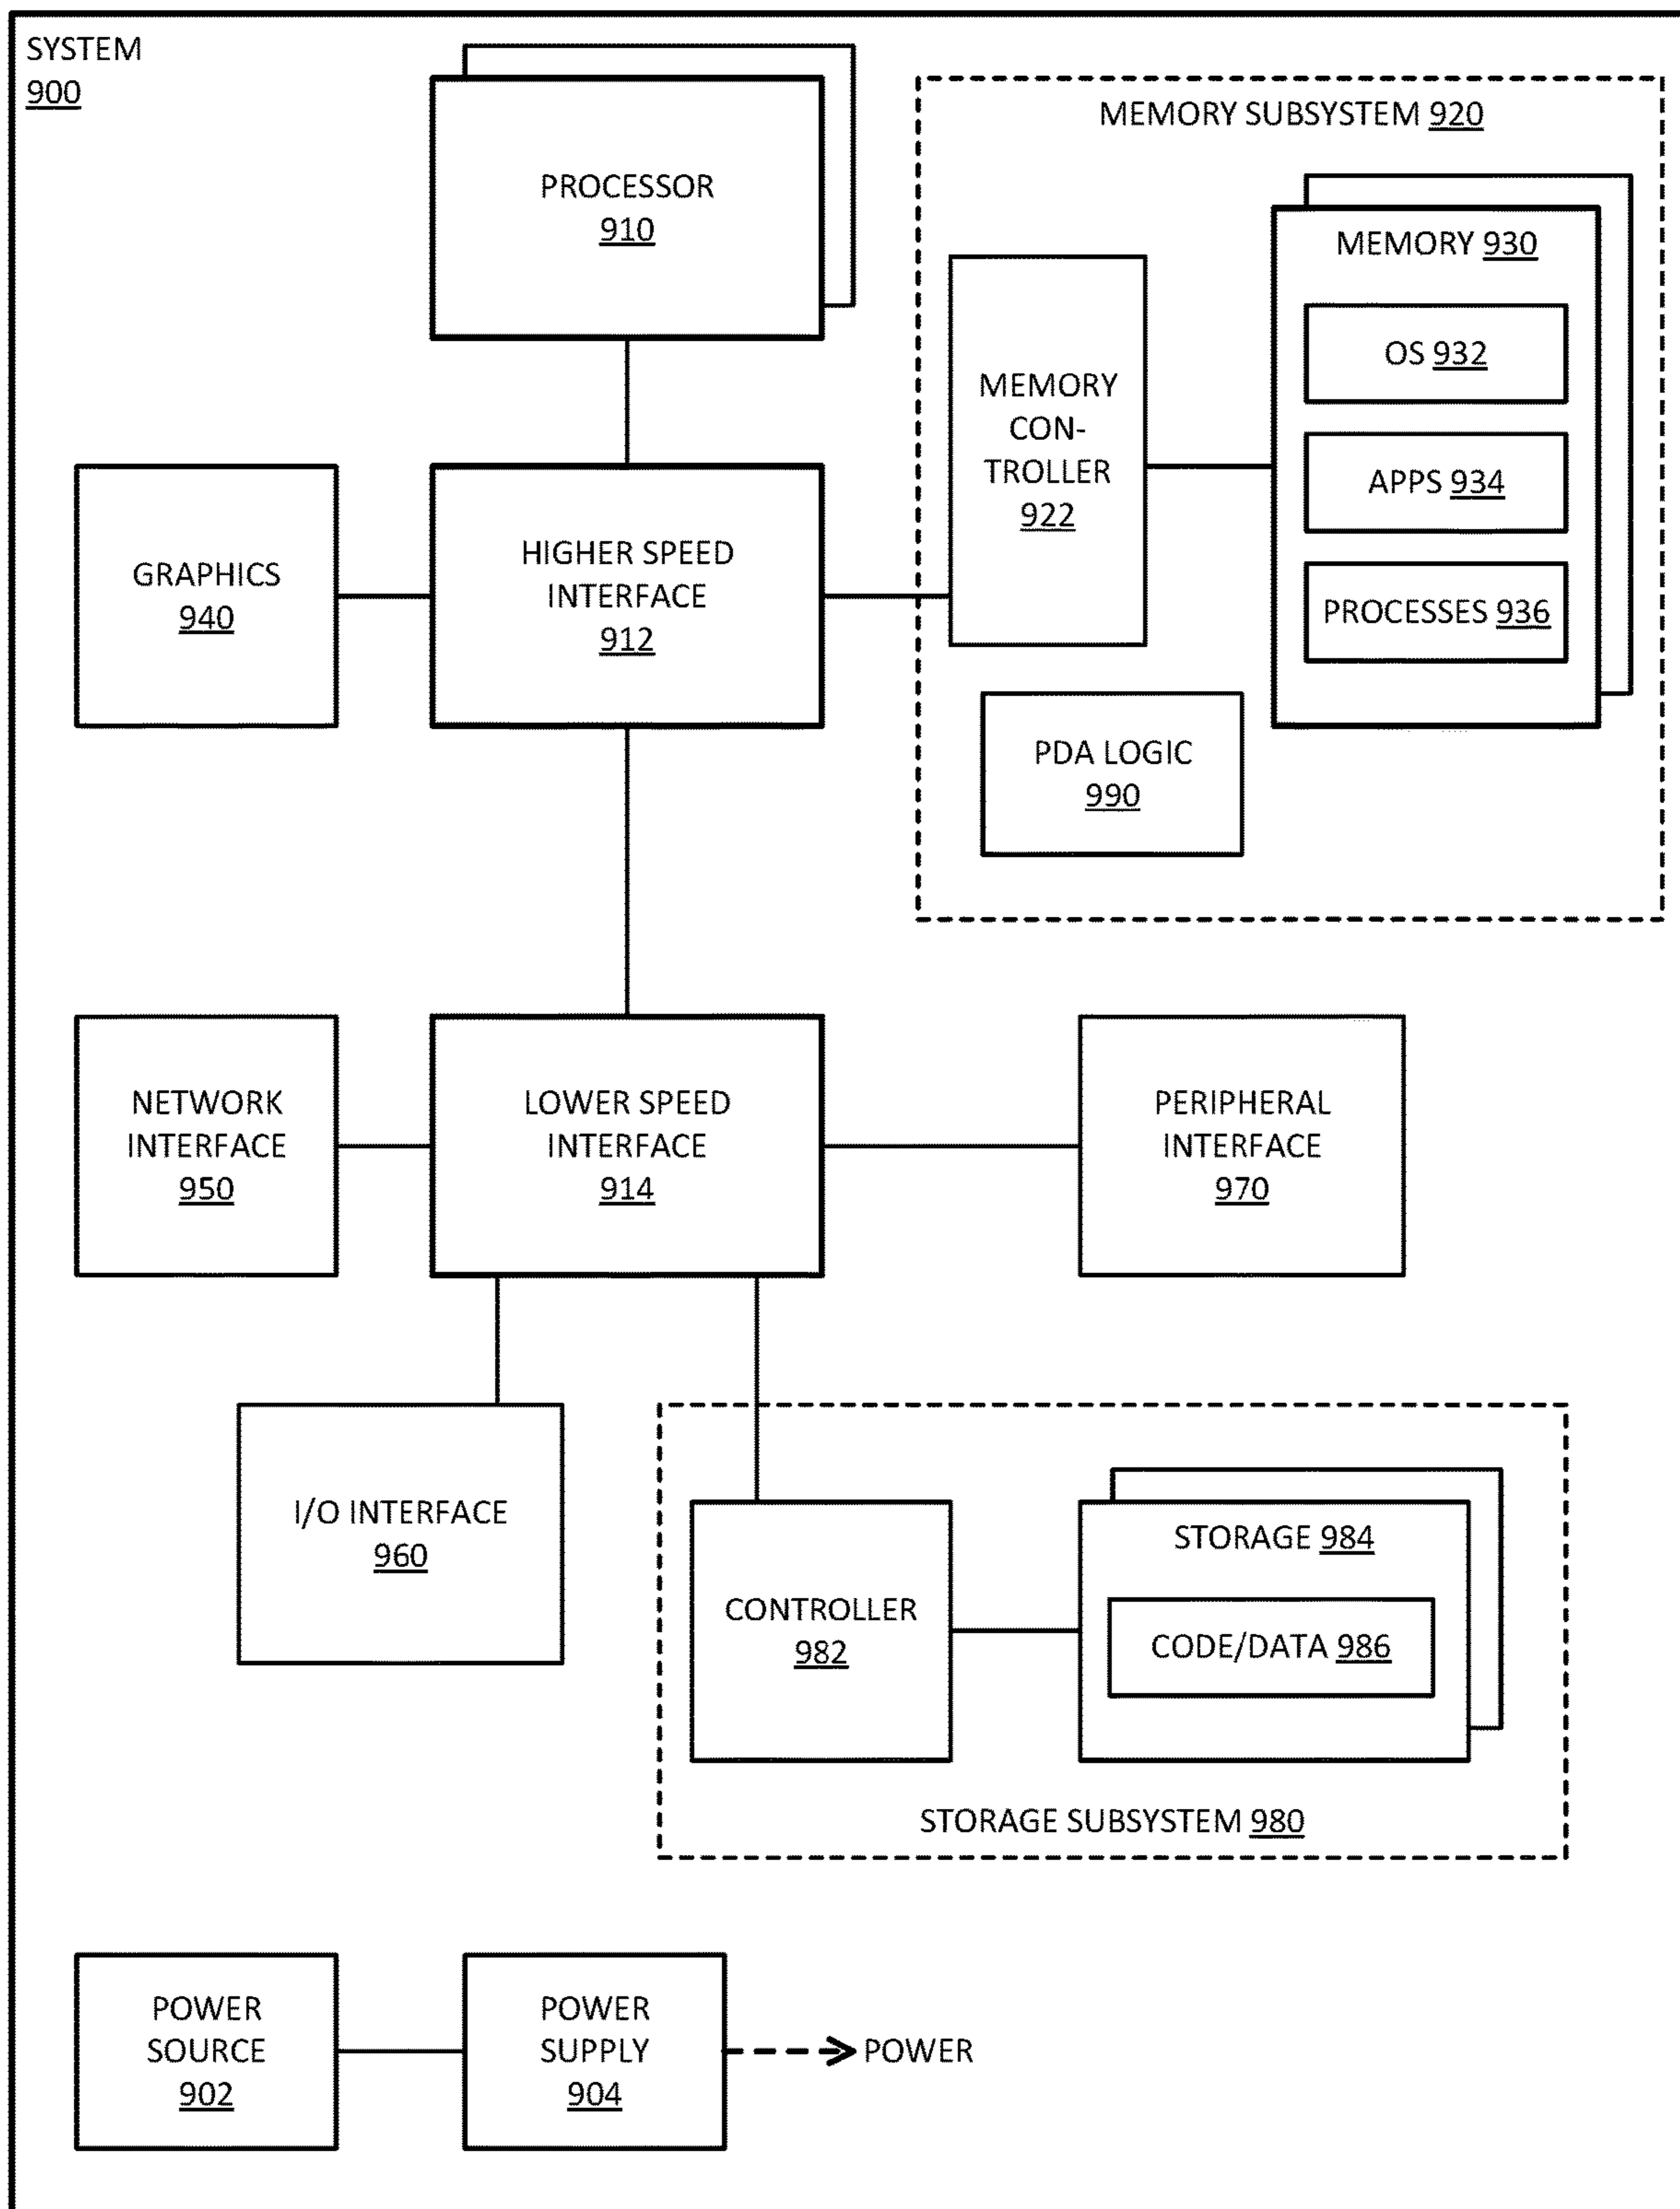 SYSTEM
900
PROCESSOR
910
MEMORY SUBSYSTEM 920
MEMORY 930
OS 932
APPS 934
PROCESSES 936
MEMORY
CON-
TROLLER
922
PDA LOGIC
990
GRAPHICS
940
HIGHER SPEED
INTERFACE
912
NETWORK
INTERFACE
950
LOWER SPEED
INTERFACE
914
PERIPHERAL
INTERFACE
970
I/O INTERFACE
960
CONTROLLER
982
STORAGE 984
CODE/DATA 986
STORAGE SUBSYSTEM 980
POWER
SOURCE
902
POWER
SUPPLY
904
POWER